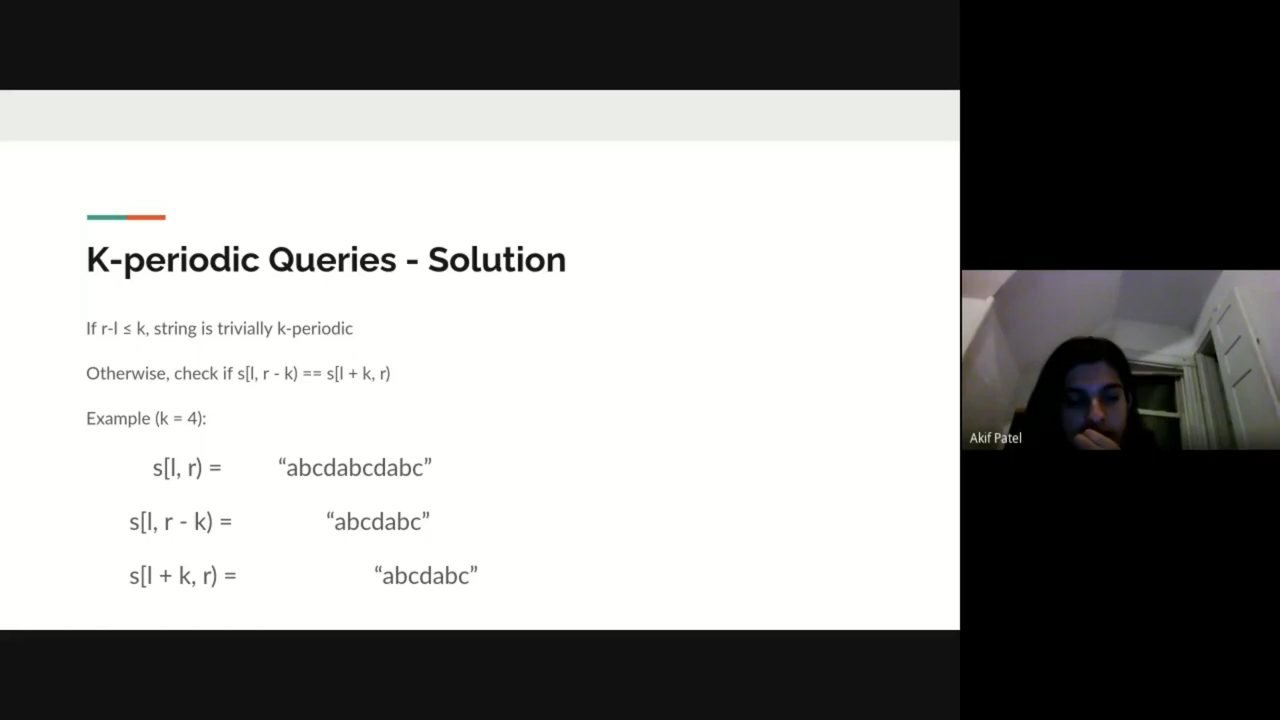 K-periodic Queries - Solution
If r-l ≤ k, string is trivially k-periodic
Otherwise, check if s[l, r - k) == s[l + k, r)
Example (k = 4):
s[l, r) = “abcdabcdabc”
s[l, r - k) = “abcdabc”
s[l + k, r) = “abcdabc”
Akif Patel